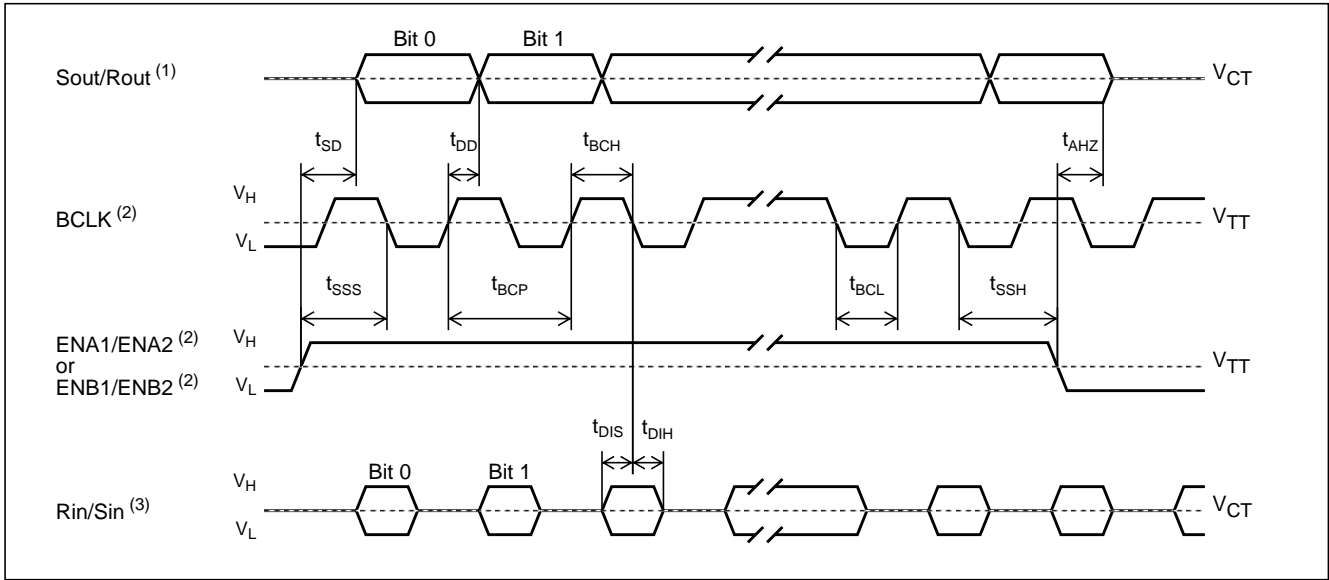 Bit 0 Bit 1
Sout/Rout (1) VCT
tSD tDD tBCH tAHZ
VH
BCLK (2) VTT
VL
tSSS tBCP tBCL tSSH
ENA1/ENA2 (2) VH
or VTT
ENB1/ENB2 (2) VL
tDIS tDIH
Bit 0 Bit 1
VH
Rin/Sin (3) VCT
VL